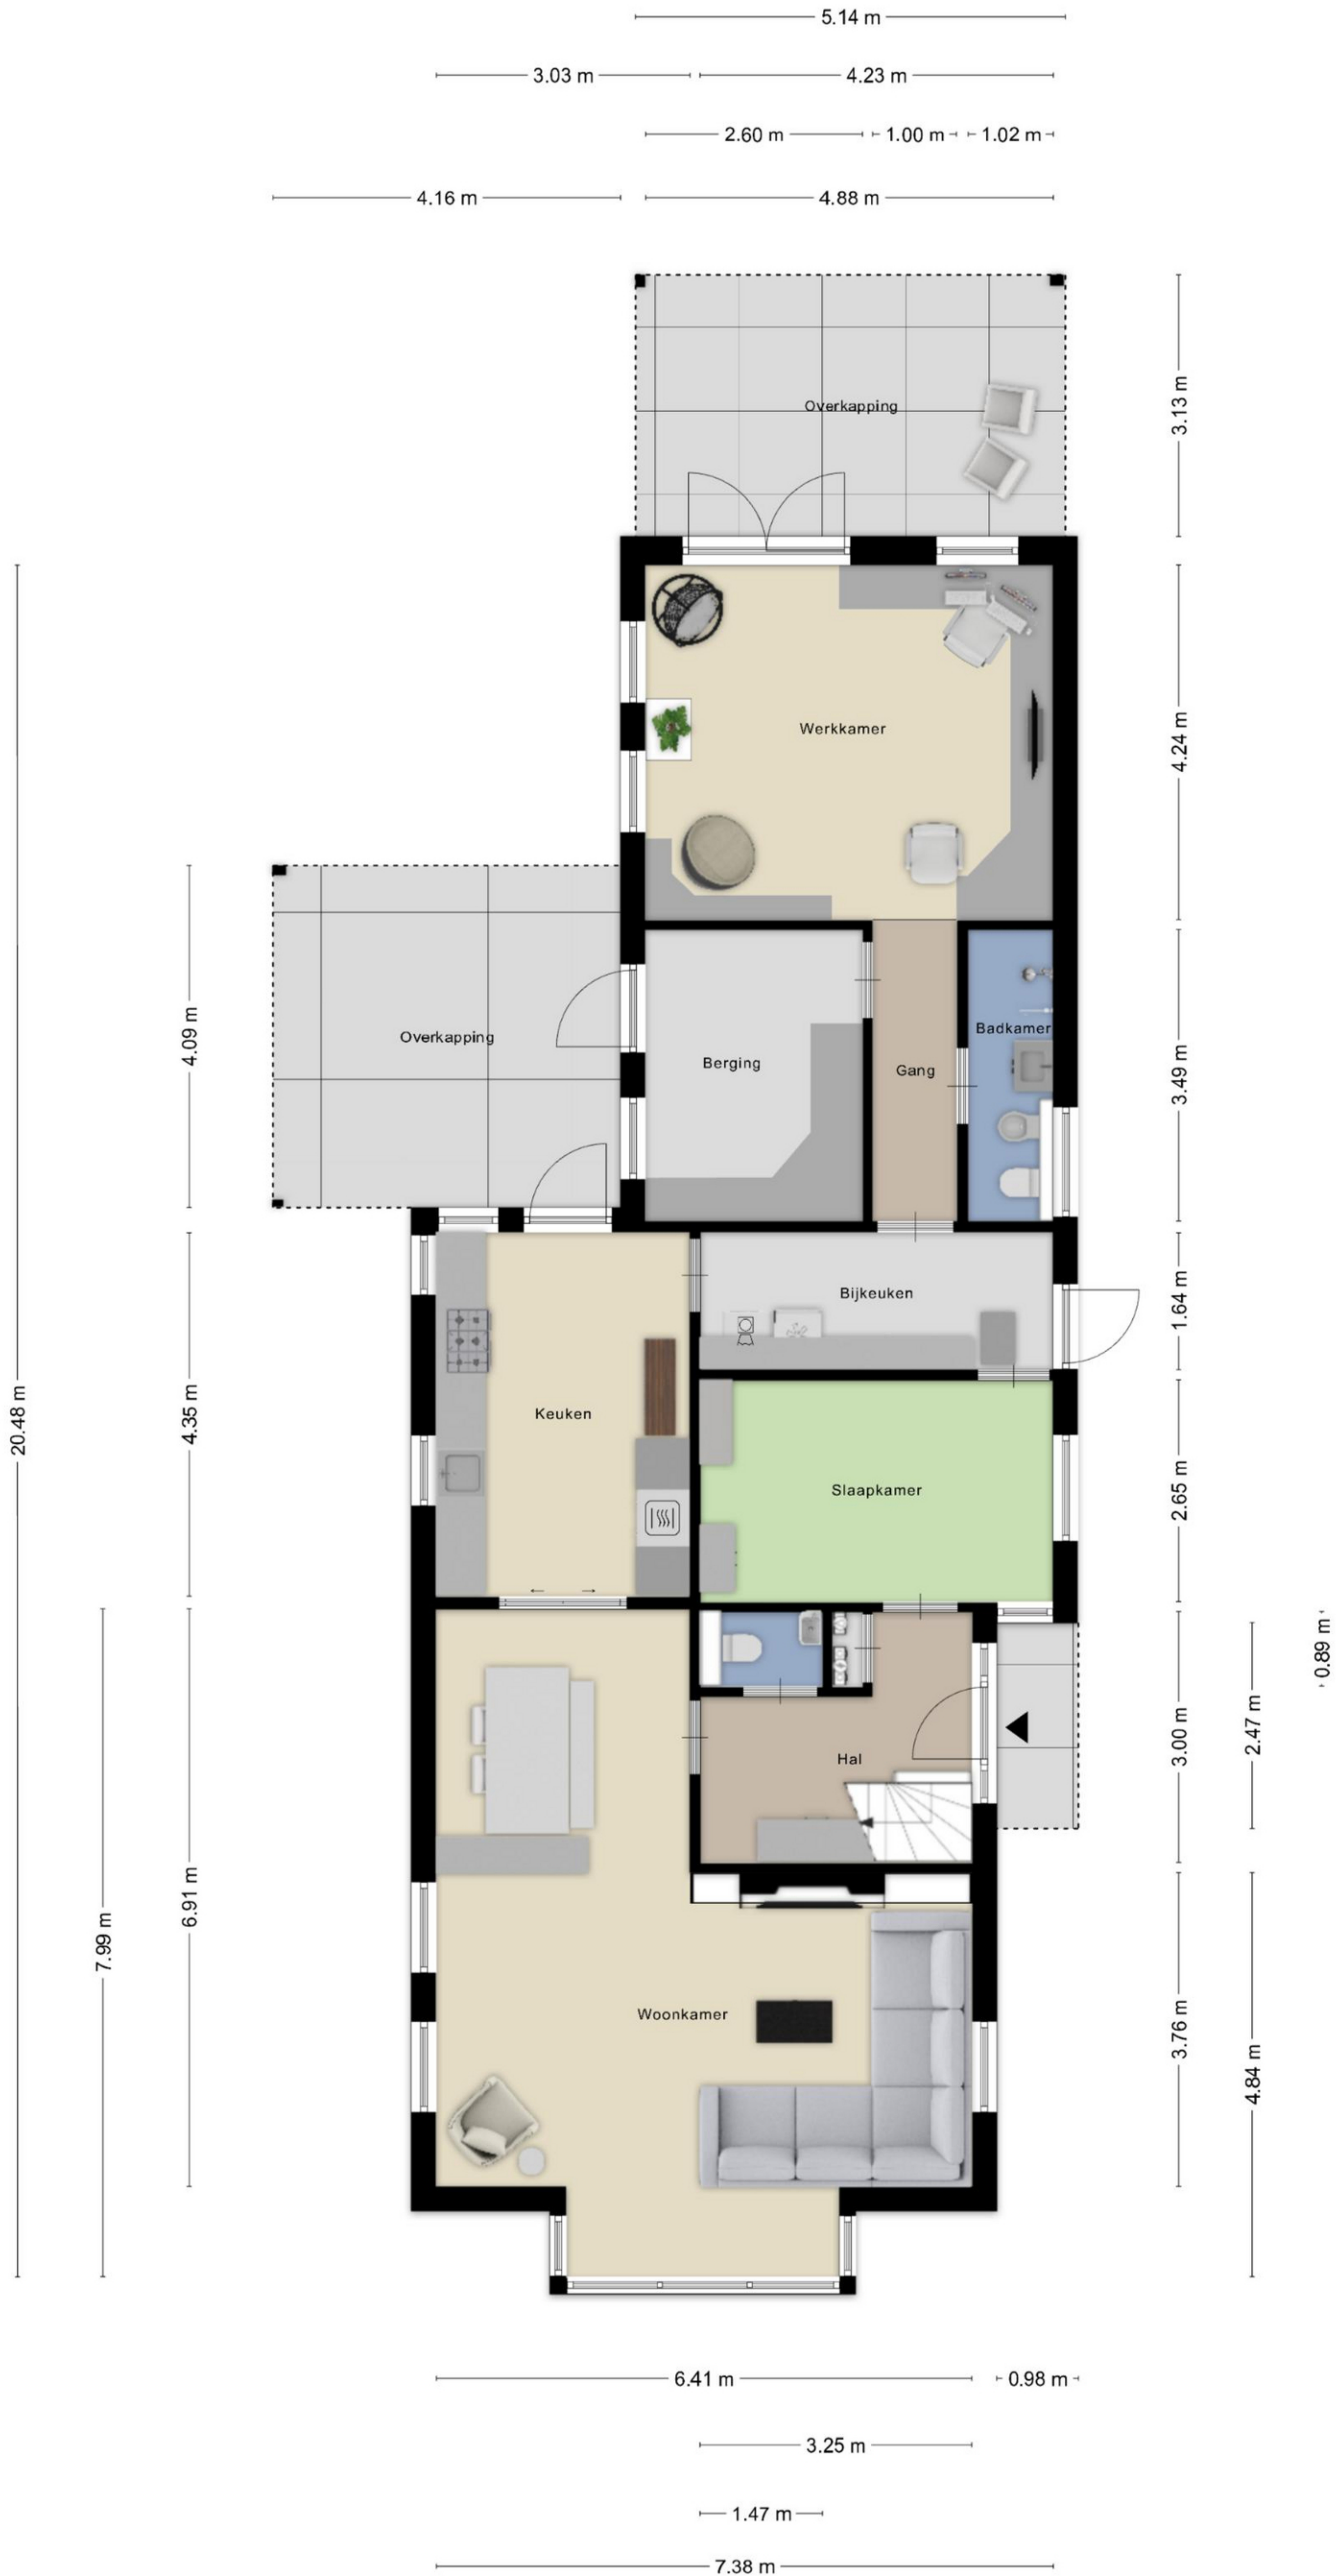 5.14 m
3.03 m
4.23 m
2.60 m
1.00 m
1.02 m
4.16 m
4.88 m
Overkapping
3.13 m
Werkkamer
4.24 m
Overkapping
4.09 m
Berging
Gang
Badkamer
3.49 m
Bijkeuken
1.64 m
20.48 m
4.35 m
Keuken
Slaapkamer
2.65 m
0.89 m
Hal
3.00 m
2.47 m
7.99 m
6.91 m
Woonkamer
3.76 m
4.84 m
6.41 m
0.98 m
3.25 m
1.47 m
7.38 m